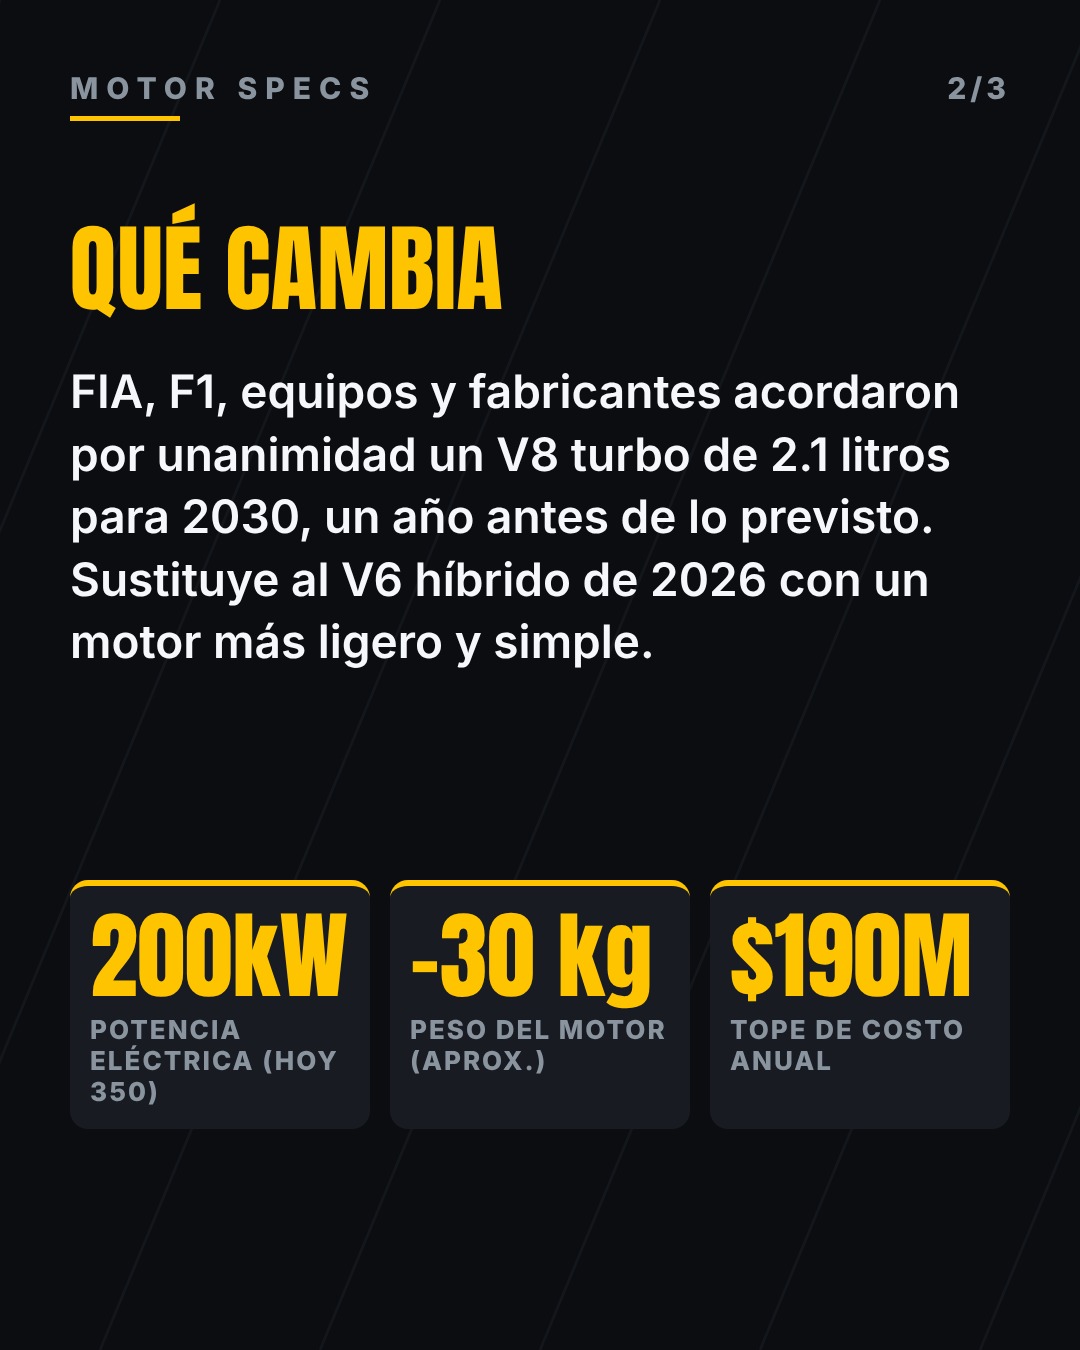 MOTOR SPECS
2/3
QUÉ CAMBIA
FIA, F1, equipos y fabricantes acordaron
por unanimidad un V8 turbo de 2.1 litros
para 2030, un año antes de lo previsto.
Sustituye al V6 híbrido de 2026 con un
motor más ligero y simple.
200kW
POTENCIA
ELÉCTRICA (HOY
350)
-30 kg
PESO DEL MOTOR
(APROX.)
$190M
TOPE DE COSTO
ANUAL